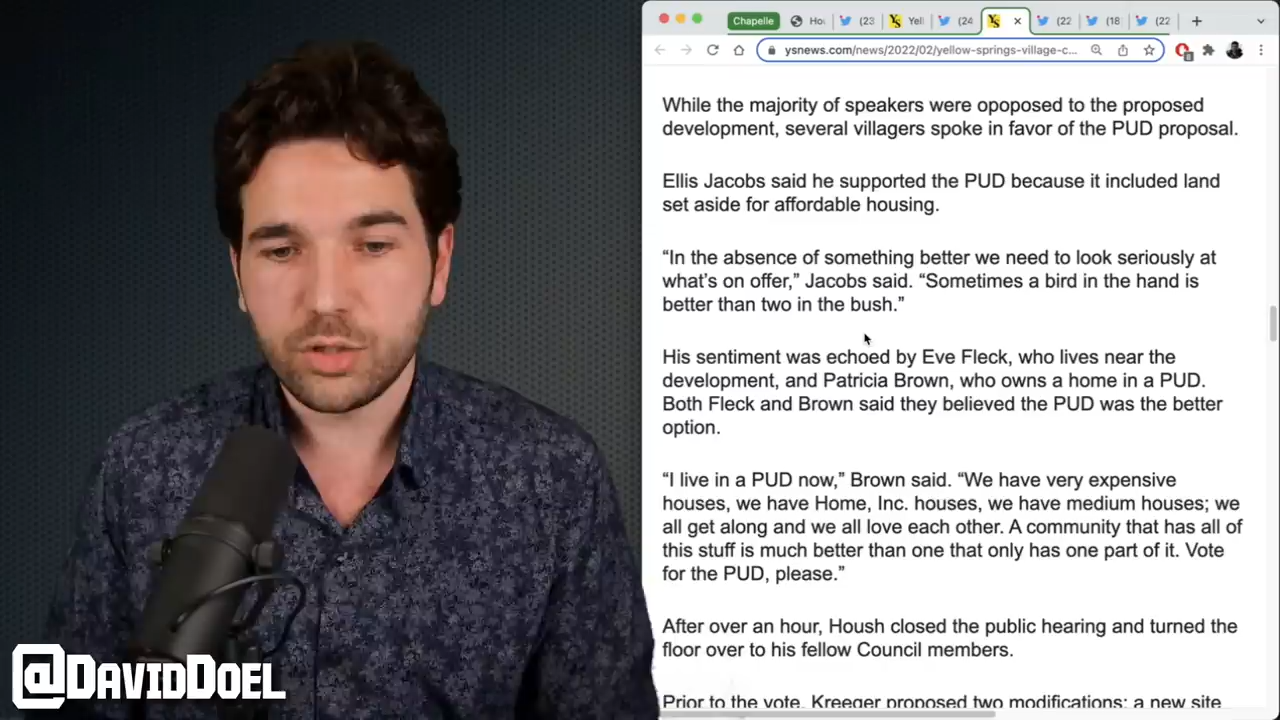 Chapelle
Hou
(23
Yell
(24
(22
(18
(22
ysnews.com/news/2022/02/yellow-springs-village-c...
While the majority of speakers were opoposed to the proposed
development, several villagers spoke in favor of the PUD proposal.
Ellis Jacobs said he supported the PUD because it included land
set aside for affordable housing.
“In the absence of something better we need to look seriously at
what’s on offer,” Jacobs said. “Sometimes a bird in the hand is
better than two in the bush.”
His sentiment was echoed by Eve Fleck, who lives near the
development, and Patricia Brown, who owns a home in a PUD.
Both Fleck and Brown said they believed the PUD was the better
option.
“I live in a PUD now,” Brown said. “We have very expensive
houses, we have Home, Inc. houses, we have medium houses; we
all get along and we all love each other. A community that has all of
this stuff is much better than one that only has one part of it. Vote
for the PUD, please.”
After over an hour, Housh closed the public hearing and turned the
floor over to his fellow Council members.
Prior to the vote, Kreeger proposed two modifications: a new site
@DavidDoel